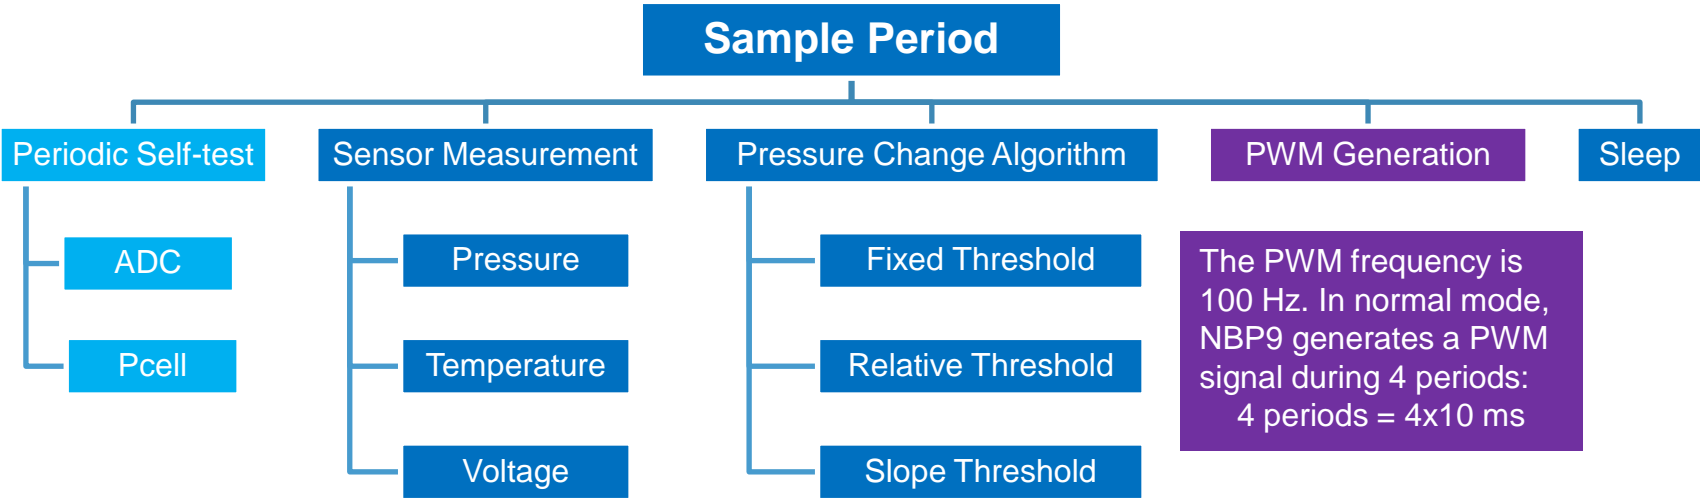 Sample Period
Periodic Self-test
Sensor Measurement
Pressure Change Algorithm
PWM Generation
Sleep
ADC
Pcell
Pressure
Temperature
Voltage
Fixed Threshold
Relative Threshold
Slope Threshold
The PWM frequency is
100 Hz. In normal mode,
NBP9 generates a PWM
signal during 4 periods:
4 periods = 4x10 ms